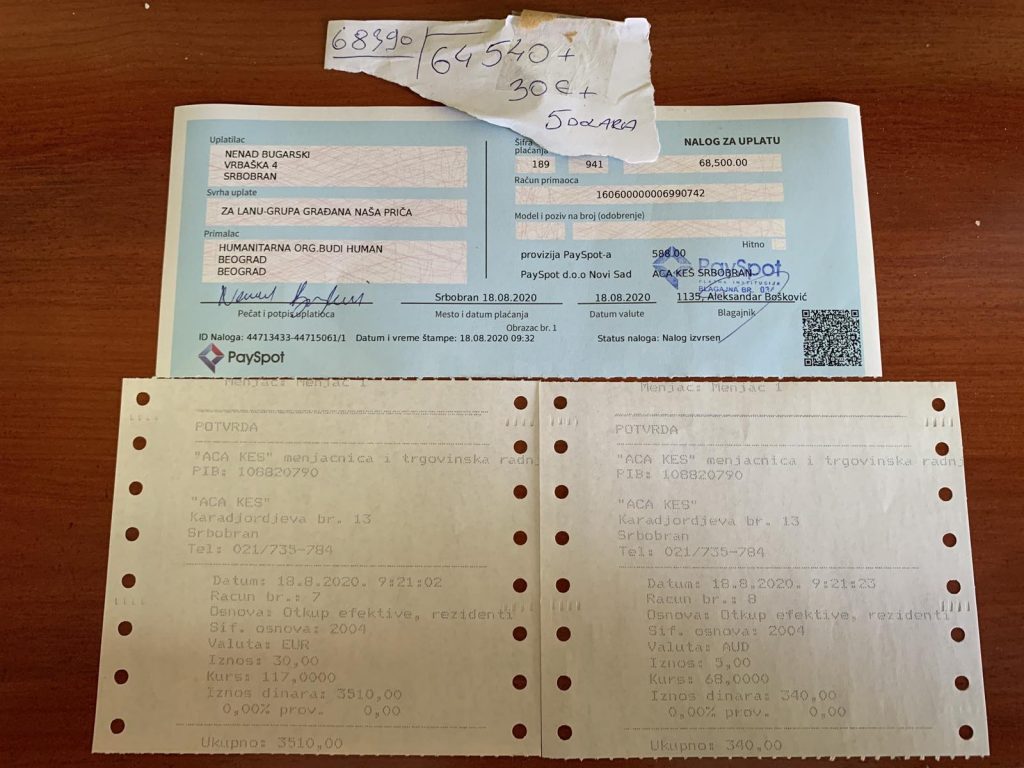 68390 64540 +
30 € +
5 DOLARA
Uplatilac
NENAD BUGARSKI
VRBAŠKA 4
SRBOBRAN
Svrha uplate
ZA LANU-GRUPA GRAĐANA NAŠA PRIČA
Primalac
HUMANITARNA ORG.BUDI HUMAN
BEOGRAD
BEOGRAD
Pečat i potpis uplatioca
Srbobran 18.08.2020
Mesto i datum plaćanja
Obrazac br. 1
ID Naloga: 44713433-44715061/1 Datum i vreme štampe: 18.08.2020 09:32
PaySpot
Šifra
plaćanja
NALOG ZA UPLATU
189 941 68,500.00
Račun primaoca
160600000006990742
Model i poziv na broj (odobrenje)
Hitno
provizija PaySpot-a 588.00
PaySpot d.o.o Novi Sad ACA KEŠ SRBOBRAN
PaySpot
PLATNA INSTITUCIJA
BLAGAJNA BR.
18.08.2020 1135, Aleksandar Bošković
Datum valute Blagajnik
Status naloga: Nalog izvrsen
Menjac: Menjac 1
POTVRDA
"ACA KES" menjacnica i trgovinska radnj
PIB: 108820790
"ACA KES"
Karadjordjeva br. 13
Srbobran
Tel: 021/735-784
Datum: 18.8.2020. 9:21:02
Racun br.: 7
Osnova: Otkup efektive, rezidenti
Sif. osnova: 2004
Valuta: EUR
Iznos: 30,00
Kurs: 117,0000
Iznos dinara: 3510,00
0,00% prov. 0,00
Ukupno: 3510,00
Menjac: Menjac 1
POTVRDA
"ACA KES" menjacnica i trgovinska radnj
PIB: 108820790
"ACA KES"
Karadjordjeva br. 13
Srbobran
Tel: 021/735-784
Datum: 18.8.2020. 9:21:23
Racun br.: 8
Osnova: Otkup efektive, rezidenti
Sif. osnova: 2004
Valuta: AUD
Iznos: 5,00
Kurs: 68,0000
Iznos dinara: 340,00
0,00% prov. 0,00
Ukupno: 340,00